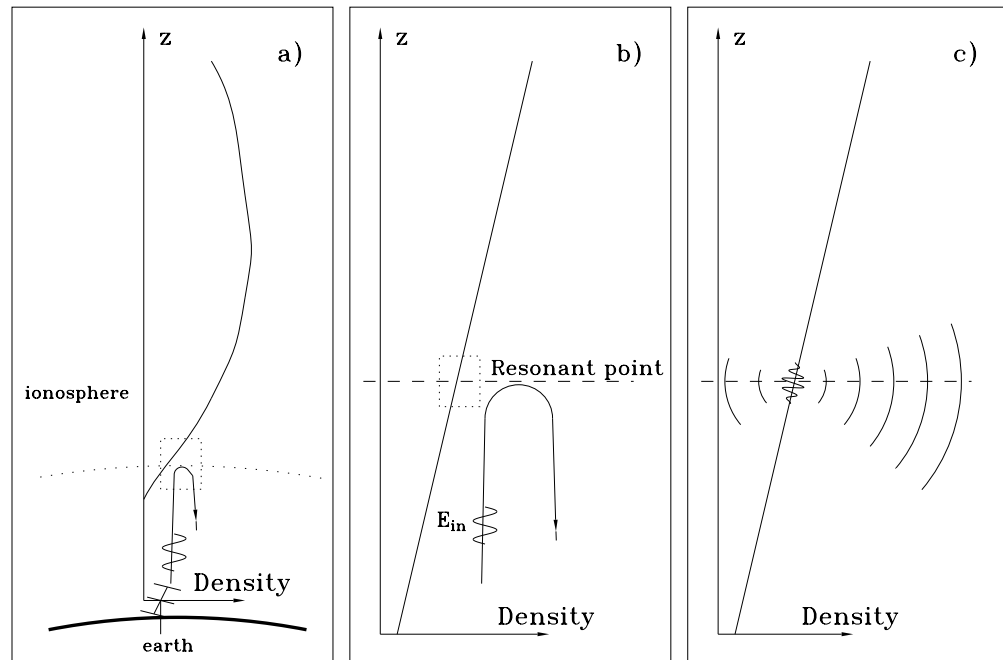 z
a)
ionosphere
Density
earth
z
b)
Resonant point
E_in
Density
z
c)
Density